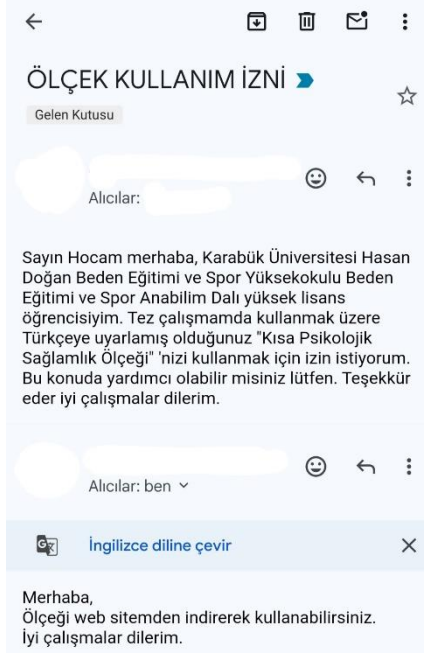 ÖLÇEK KULLANIM İZNİ
Gelen Kutusu
Alıcılar:
Sayın Hocam merhaba, Karabük Üniversitesi Hasan
Doğan Beden Eğitimi ve Spor Yüksekokulu Beden
Eğitimi ve Spor Anabilim Dalı yüksek lisans
öğrencisiyim. Tez çalışmamda kullanmak üzere
Türkçeye uyarlamış olduğunuz "Kısa Psikolojik
Sağlamlık Ölçeği" 'nizi kullanmak için izin istiyorum.
Bu konuda yardımcı olabilir misiniz lütfen. Teşekkür
eder iyi çalışmalar dilerim.
Alıcılar: ben
İngilizce diline çevir
Merhaba,
Ölçeği web sitemden indirerek kullanabilirsiniz.
İyi çalışmalar dilerim.